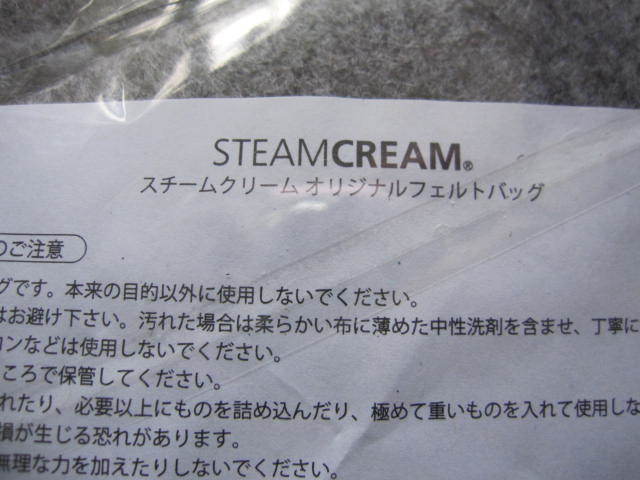 STEAMCREAM®
スチームクリーム オリジナルフェルトバッグ
のご注意
グです。本来の目的以外に使用しないでください。
はお避け下さい。汚れた場合は柔らかい布に薄めた中性洗剤を含ませ、丁寧に
ョンなどは使用しないでください。
ころで保管してください。
れたり、必要以上にものを詰め込んだり、極めて重いものを入れて使用しな
損が生じる恐れがあります。
無理な力を加えたりしないでください。